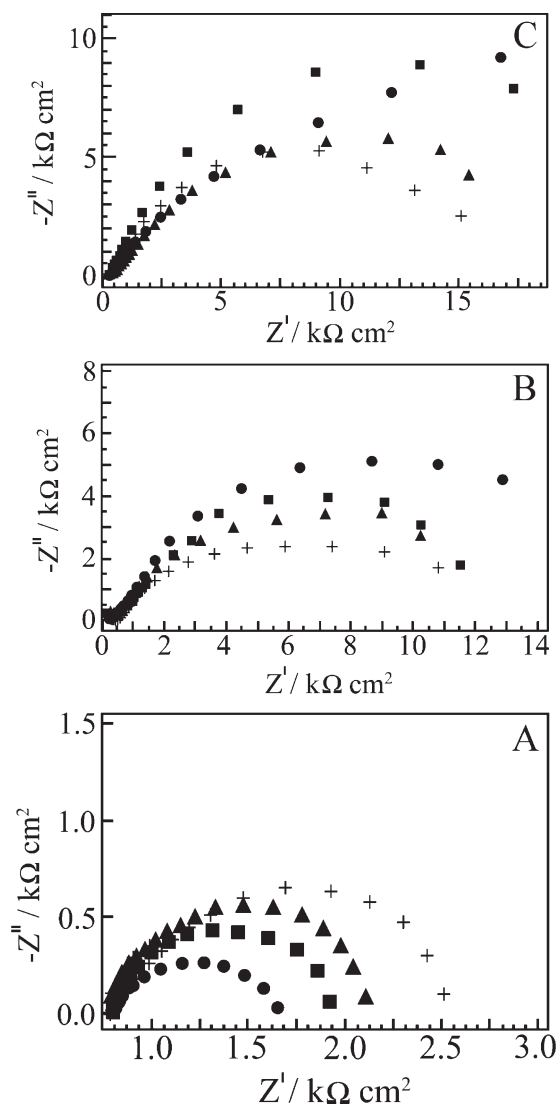 C
10
5
0
-Z" / kΩ cm²
0 5 10 15
Z' / kΩ cm²
B
8
6
4
2
0
-Z" / kΩ cm²
0 2 4 6 8 10 12 14
Z' / kΩ cm²
A
1.5
1.0
0.5
0.0
-Z" / kΩ cm²
1.0 1.5 2.0 2.5 3.0
Z' / kΩ cm²